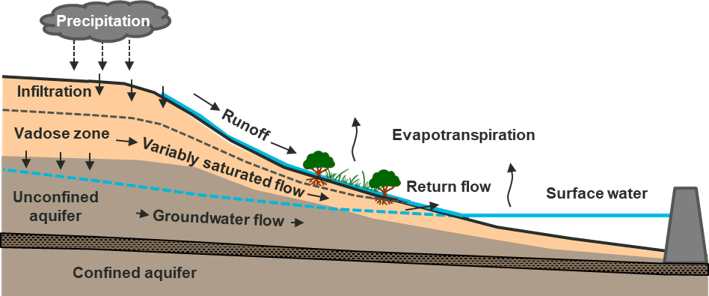 Precipitation
Infiltration
Runoff
Evapotranspiration
Vadose zone
Variably saturated flow
Return flow
Surface water
Unconfined
aquifer
Groundwater flow
Confined aquifer